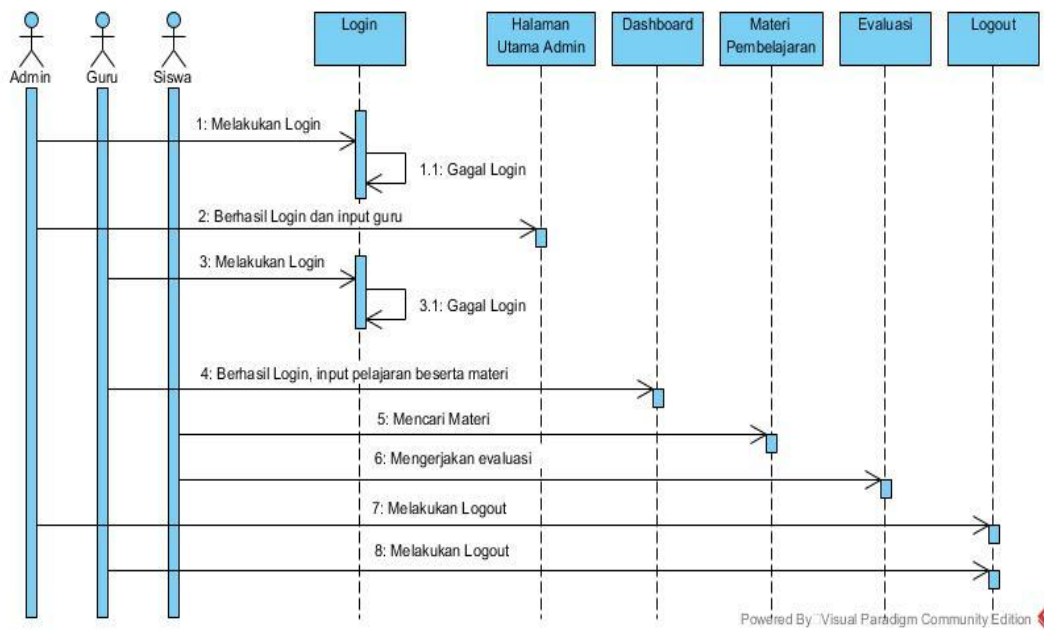 Admin
Guru
Siswa
Login
Halaman
Utama Admin
Dashboard
Materi
Pembelajaran
Evaluasi
Logout
1: Melakukan Login
1.1: Gagal Login
2: Berhasil Login dan input guru
3: Melakukan Login
3.1: Gagal Login
4: Berhasil Login, input pelajaran beserta materi
5: Mencari Materi
6: Mengerjakan evaluasi
7: Melakukan Logout
8: Melakukan Logout
Powered By Visual Paradigm Community Edition